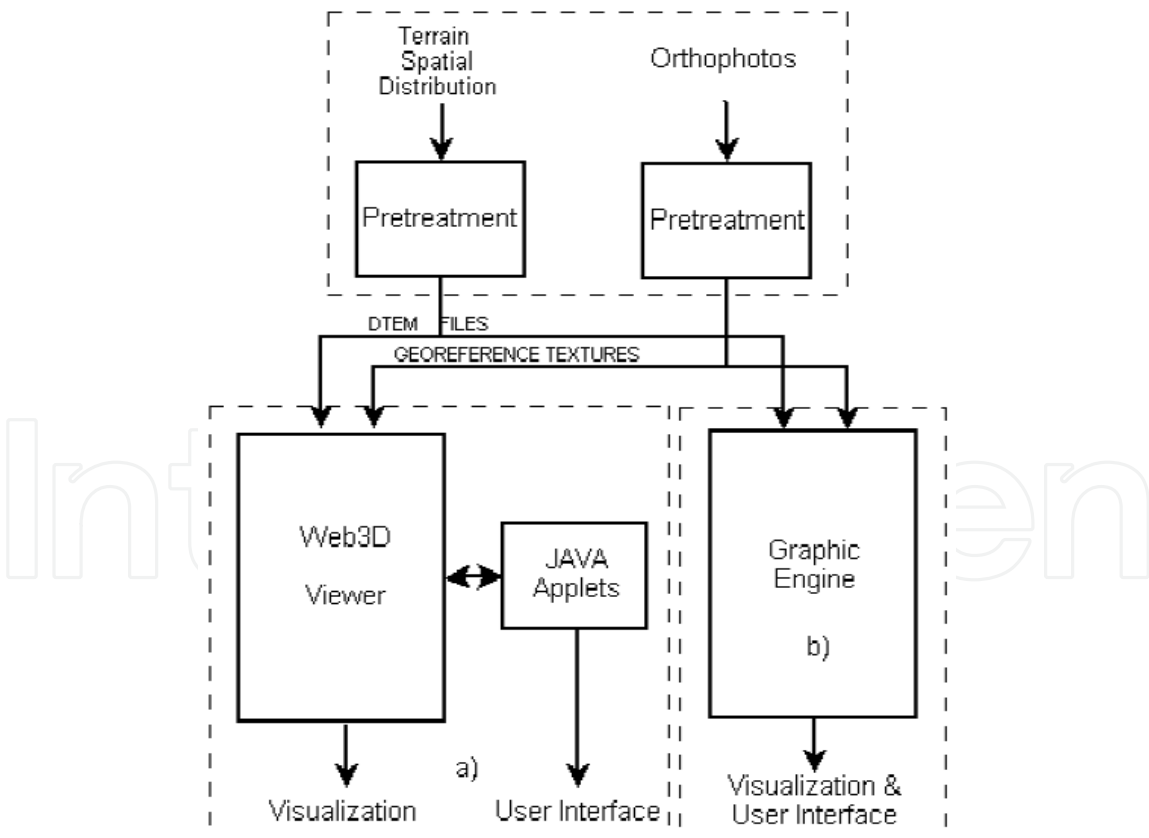 Terrain
Spatial
Distribution
Orthophotos
Pretreatment
Pretreatment
DTEM FILES
GEOREFERENCE TEXTURES
Web3D
Viewer
JAVA
Applets
Graphic
Engine
b)
a)
Visualization
User Interface
Visualization &
User Interface